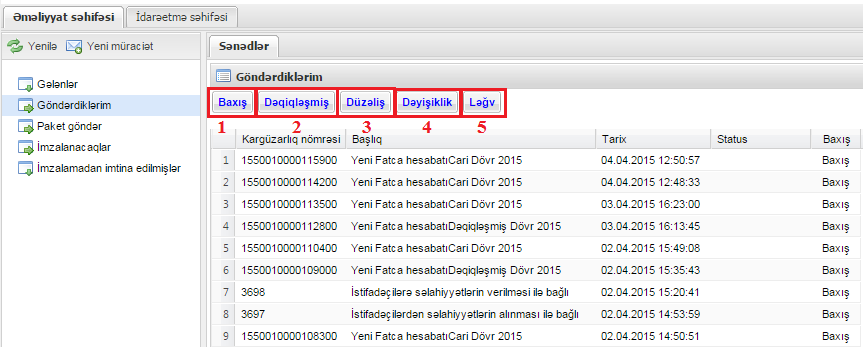 Əməliyyat səhifəsi İdarəetmə səhifəsi
Yenilə Yeni müraciət
Gələnlər
Göndərdiklərim
Paket göndər
İmzalanacaqlar
İmzalamadan imtina edilmişlər
Sənədlər
Göndərdiklərim
Baxış Dəqiqləşmiş Düzəliş Dəyişiklik Ləğv
1 2 3 4 5
Kargüzarlıq nömrəsi Başlıq Tarix Status Baxış
1 1550010000115900 Yeni Fatca hesabatıCari Dövr 2015 04.04.2015 12:50:57 Baxış
2 1550010000114200 Yeni Fatca hesabatıCari Dövr 2015 04.04.2015 12:48:33 Baxış
3 1550010000113500 Yeni Fatca hesabatıCari Dövr 2015 03.04.2015 16:23:00 Baxış
4 1550010000112800 Yeni Fatca hesabatıDəqiqləşmiş Dövr 2015 03.04.2015 16:13:45 Baxış
5 1550010000110400 Yeni Fatca hesabatıCari Dövr 2015 02.04.2015 15:49:08 Baxış
6 1550010000109000 Yeni Fatca hesabatıDəqiqləşmiş Dövr 2015 02.04.2015 15:35:43 Baxış
7 3698 İstifadəçilərə səlahiyyətlərin verilməsi ilə bağlı 02.04.2015 15:20:41 Baxış
8 3697 İstifadəçilərdən səlahiyyətlərin alınması ilə bağlı 02.04.2015 14:53:59 Baxış
9 1550010000108300 Yeni Fatca hesabatıCari Dövr 2015 02.04.2015 14:50:51 Baxış